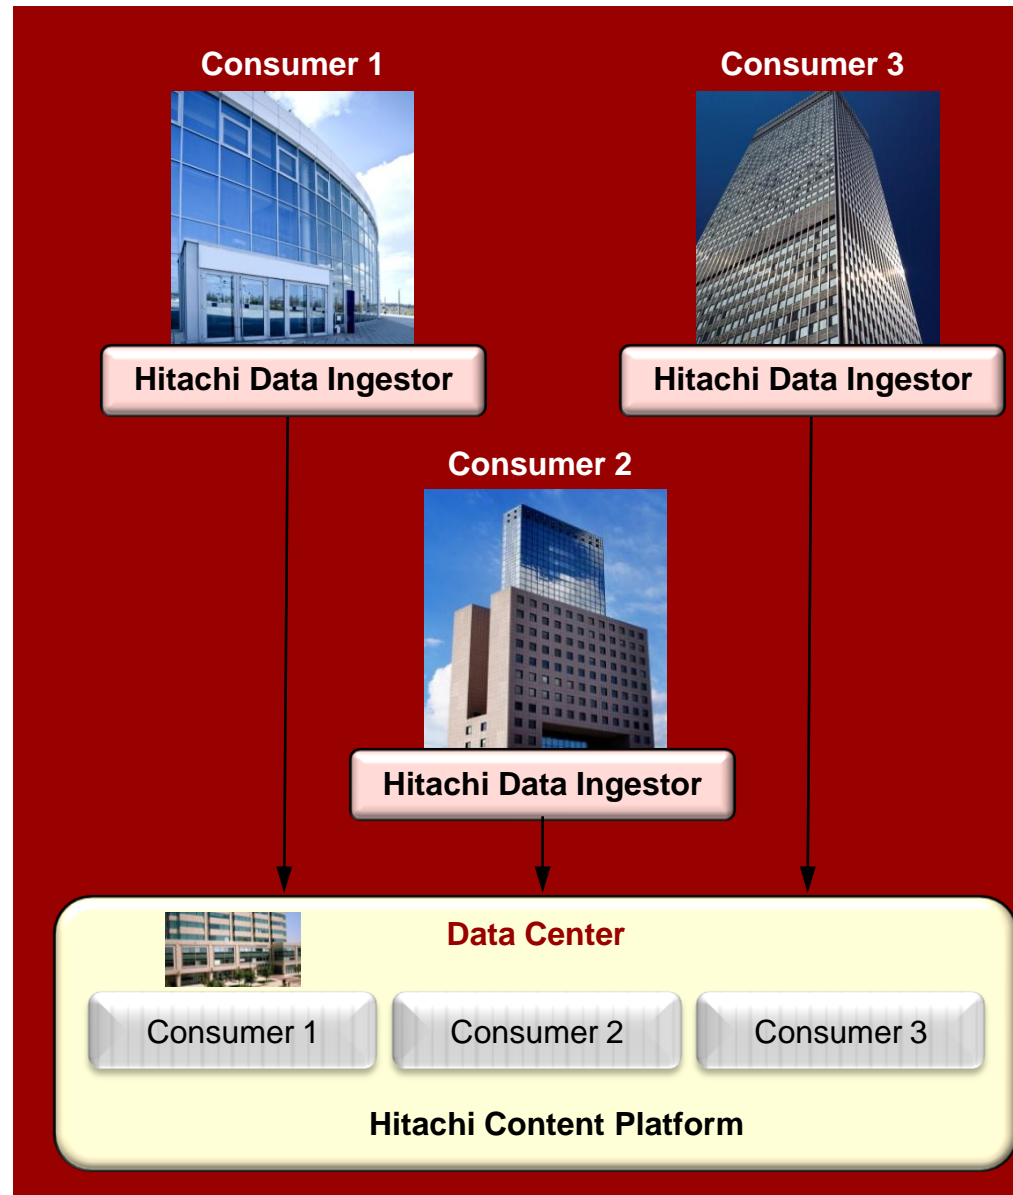 Consumer 1
Consumer 3
Hitachi Data Ingestor
Hitachi Data Ingestor
Consumer 2
Hitachi Data Ingestor
Data Center
Consumer 1
Consumer 2
Consumer 3
Hitachi Content Platform